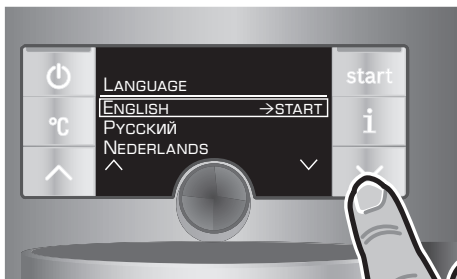 LANGUAGE
ENGLISH →START
РУССКИЙ
NEDERLANDS
start
°C
i